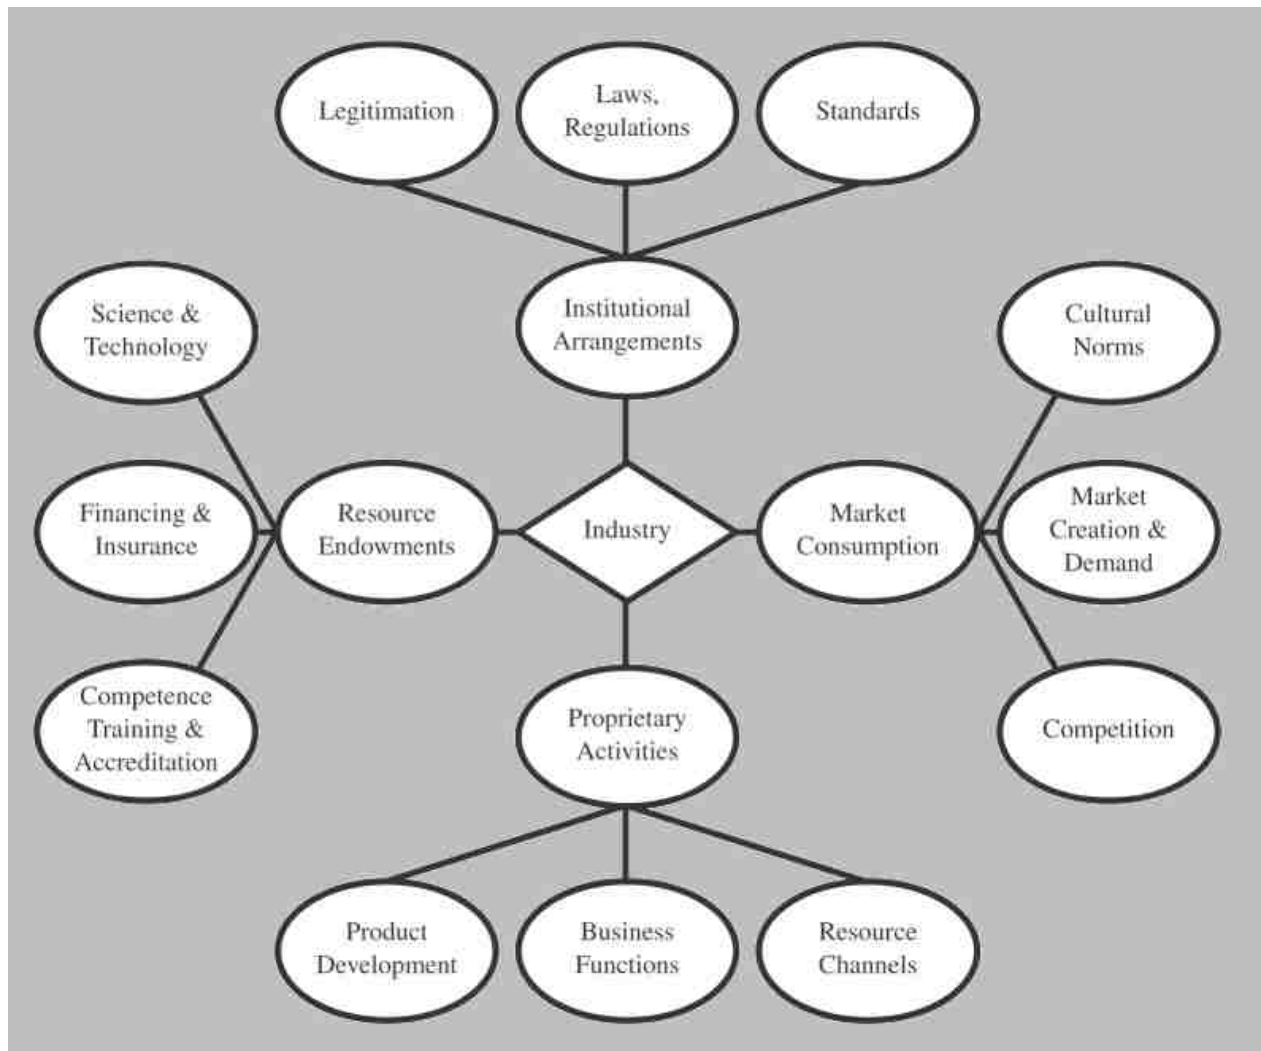 Legitimation
Laws,
Regulations
Standards
Science &
Technology
Institutional
Arrangements
Cultural
Norms
Financing &
Insurance
Resource
Endowments
Industry
Market
Consumption
Market
Creation &
Demand
Competence
Training &
Accreditation
Proprietary
Activities
Competition
Product
Development
Business
Functions
Resource
Channels